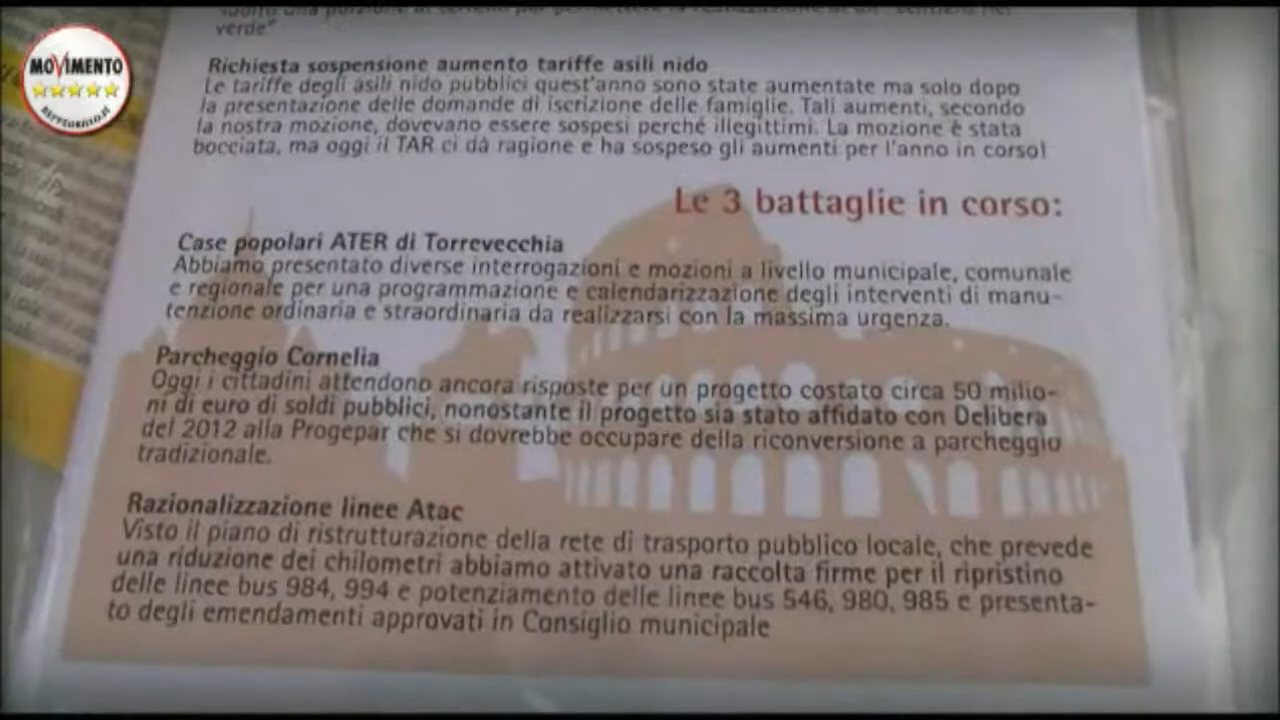 verde"
MOVIMENTO
BEPPEGRILLO.IT
Richiesta sospensione aumento tariffe asili nido
Le tariffe degli asili nido pubblici quest'anno sono state aumentate ma solo dopo
la presentazione delle domande di iscrizione delle famiglie. Tali aumenti, secondo
la nostra mozione, dovevano essere sospesi perché illegittimi. La mozione è stata
bocciata, ma oggi il TAR ci dà ragione e ha sospeso gli aumenti per l'anno in corso!
Le 3 battaglie in corso:
Case popolari ATER di Torrevecchia
Abbiamo presentato diverse interrogazioni e mozioni a livello municipale, comunale
e regionale per una programmazione e calendarizzazione degli interventi di manu-
tenzione ordinaria e straordinaria da realizzarsi con la massima urgenza.
Parcheggio Cornelia
Oggi i cittadini attendono ancora risposte per un progetto costato circa 50 milio-
ni di euro di soldi pubblici, nonostante il progetto sia stato affidato con Delibera
del 2012 alla Progepar che si dovrebbe occupare della riconversione a parcheggio
tradizionale.
Razionalizzazione linee Atac
Visto il piano di ristrutturazione della rete di trasporto pubblico locale, che prevede
una riduzione dei chilometri abbiamo attivato una raccolta firme per il ripristino
delle linee bus 984, 994 e potenziamento delle linee bus 546, 980, 985 e presenta-
to degli emendamenti approvati in Consiglio municipale